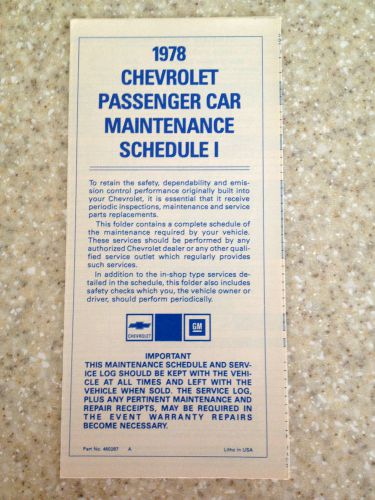 1978
CHEVROLET
PASSENGER CAR
MAINTENANCE
SCHEDULE I
To retain the safety, dependability and emis-
sion control performance originally built into
your Chevrolet, it is essential that it receive
periodic inspections, maintenance and service
parts replacements.
This folder contains a complete schedule of
the maintenance required by your vehicle.
These services should be performed by any
authorized Chevrolet dealer or any other quali-
fied service outlet which regularly provides
such services.
In addition to the in-shop type services de-
tailed in the schedule, this folder also includes
safety checks which you, the vehicle owner or
driver, should perform periodically.
CHEVROLET
GM
IMPORTANT
THIS MAINTENANCE SCHEDULE AND SERV-
ICE LOG SHOULD BE KEPT WITH THE VEHI-
CLE AT ALL TIMES AND LEFT WITH THE
VEHICLE WHEN SOLD. THE SERVICE LOG,
PLUS ANY PERTINENT MAINTENANCE AND
REPAIR RECEIPTS, MAY BE REQUIRED IN
THE EVENT WARRANTY REPAIRS
BECOME NECESSARY.
Part No. 460287 A
Litho in USA